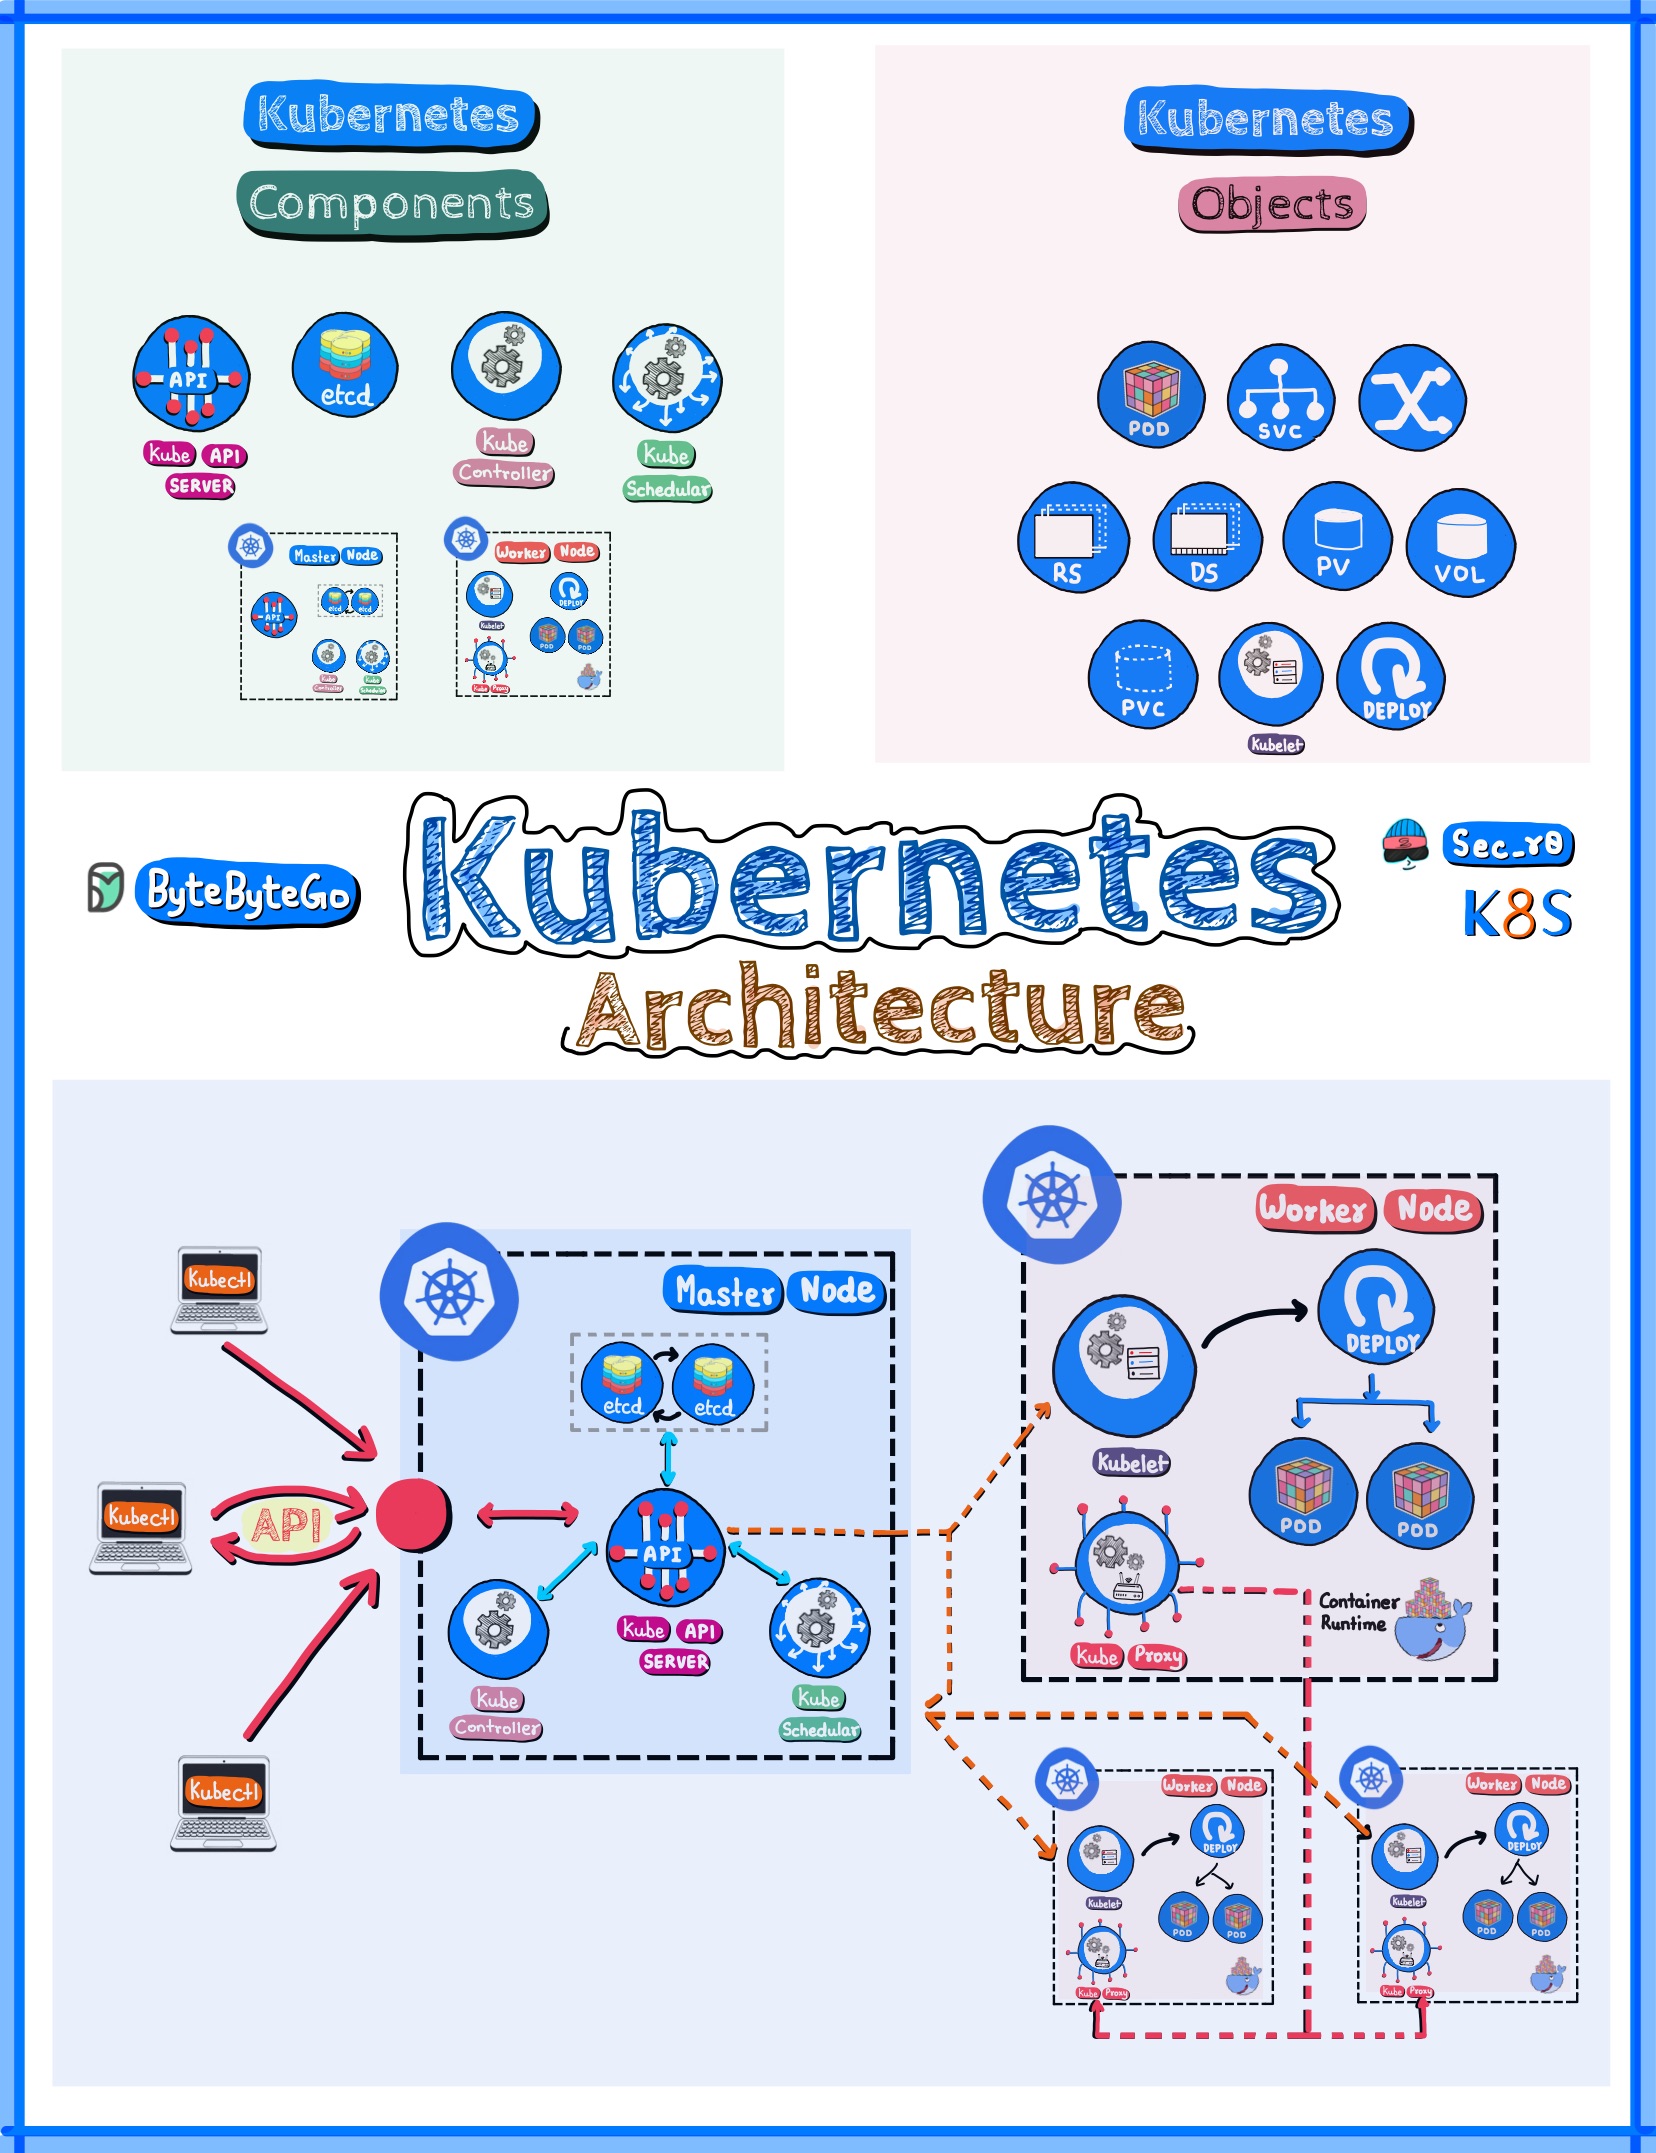 Kubernetes
Components
API
etcd
Kube API
SERVER
Kube
Controller
Kube
Schedular
Master Node
API
etcd etcd
Kube
Controller
Kube
Schedular
Worker Node
Kubelet
DEPLOY
POD POD
Kube Proxy
Kubernetes
Objects
POD
SVC
RS
DS
PV
VOL
PVC
Kubelet
DEPLOY
ByteByteGo
Kubernetes
Architecture
Sec_r0
K8S
Kubectl
Kubectl
API
Kubectl
Master Node
etcd etcd
API
Kube API
SERVER
Kube
Controller
Kube
Schedular
Worker Node
DEPLOY
Kubelet
POD POD
Container
Runtime
Kube Proxy
Worker Node
DEPLOY
Kubelet
POD POD
Kube Proxy
Worker Node
DEPLOY
Kubelet
POD POD
Kube Proxy